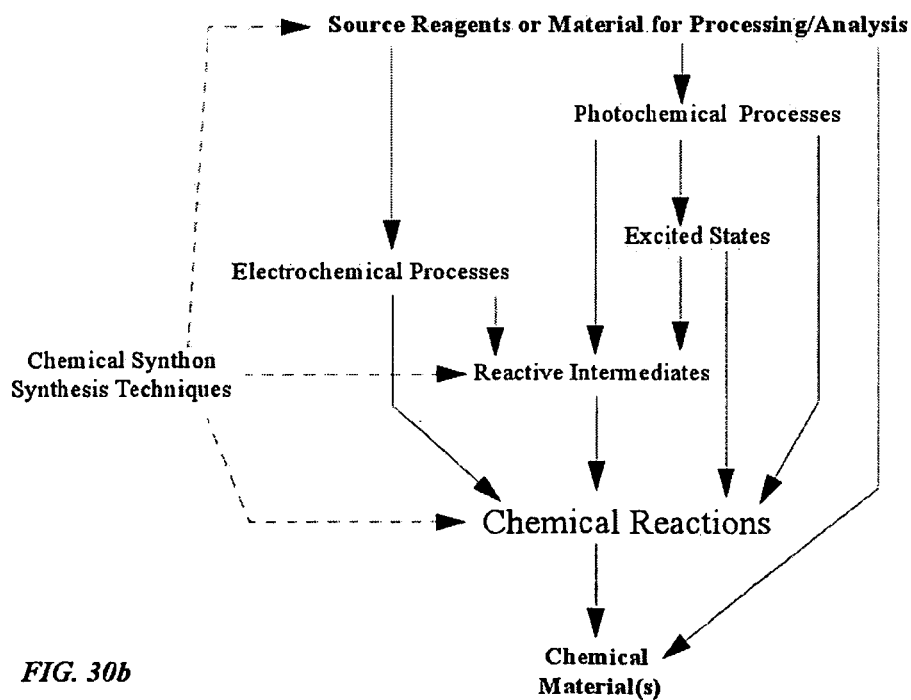 Source Reagents or Material for Processing/Analysis
Photochemical Processes
Excited States
Electrochemical Processes
Chemical Synthon
Synthesis Techniques
Reactive Intermediates
Chemical Reactions
Chemical
Material(s)
FIG. 30b